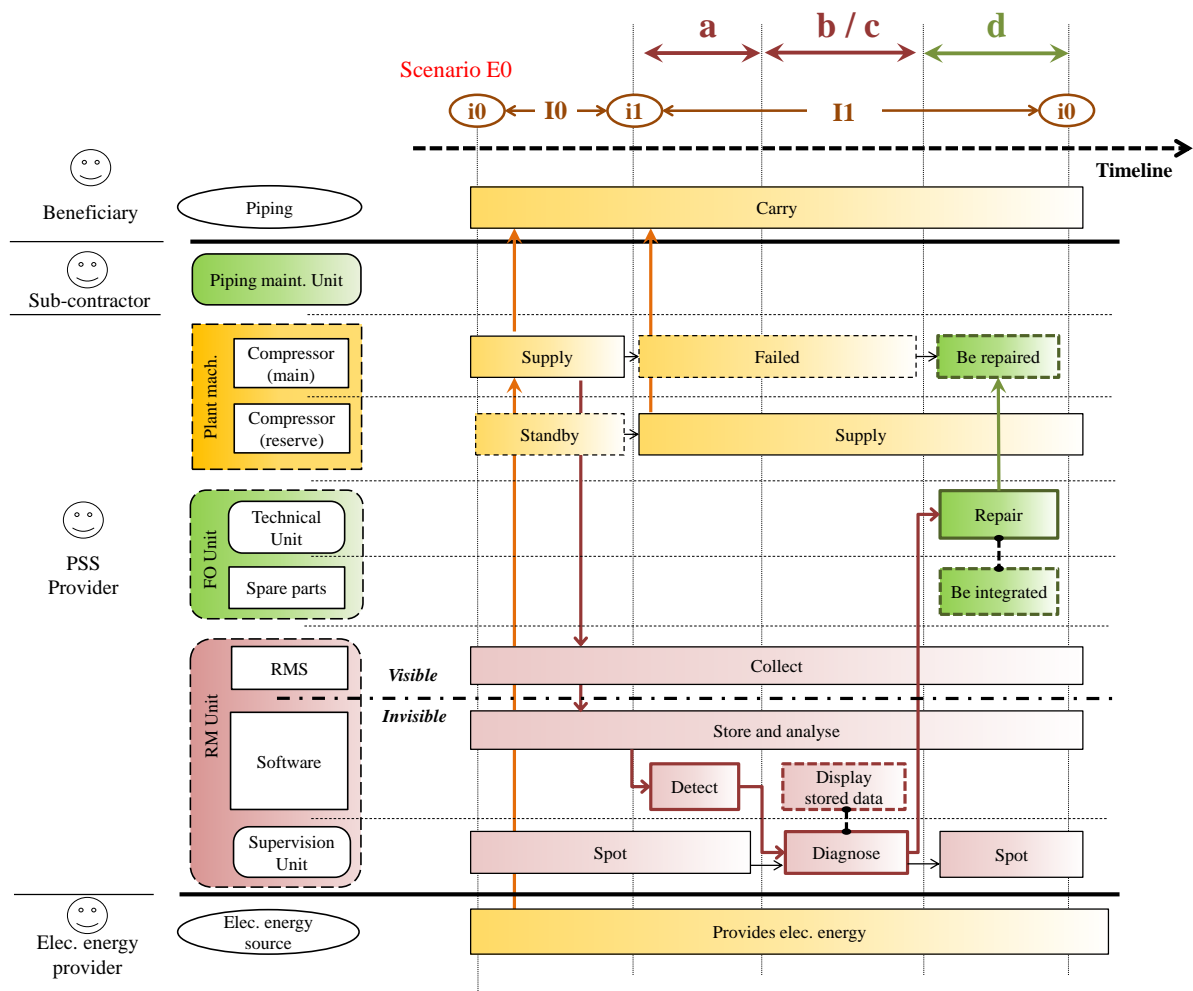 a
b / c
d
Scenario E0
i0
I0
i1
I1
i0
Timeline
Beneficiary
Piping
Carry
Sub-contractor
Piping maint. Unit
Plant mach.
Compressor
(main)
Supply
Failed
Be repaired
Compressor
(reserve)
Standby
Supply
PSS
Provider
FO Unit
Technical
Unit
Repair
Spare parts
Be integrated
RM Unit
RMS
Visible
Collect
Invisible
Software
Store and analyse
Detect
Display
stored data
Supervision
Unit
Spot
Diagnose
Spot
Elec. energy
provider
Elec. energy
source
Provides elec. energy